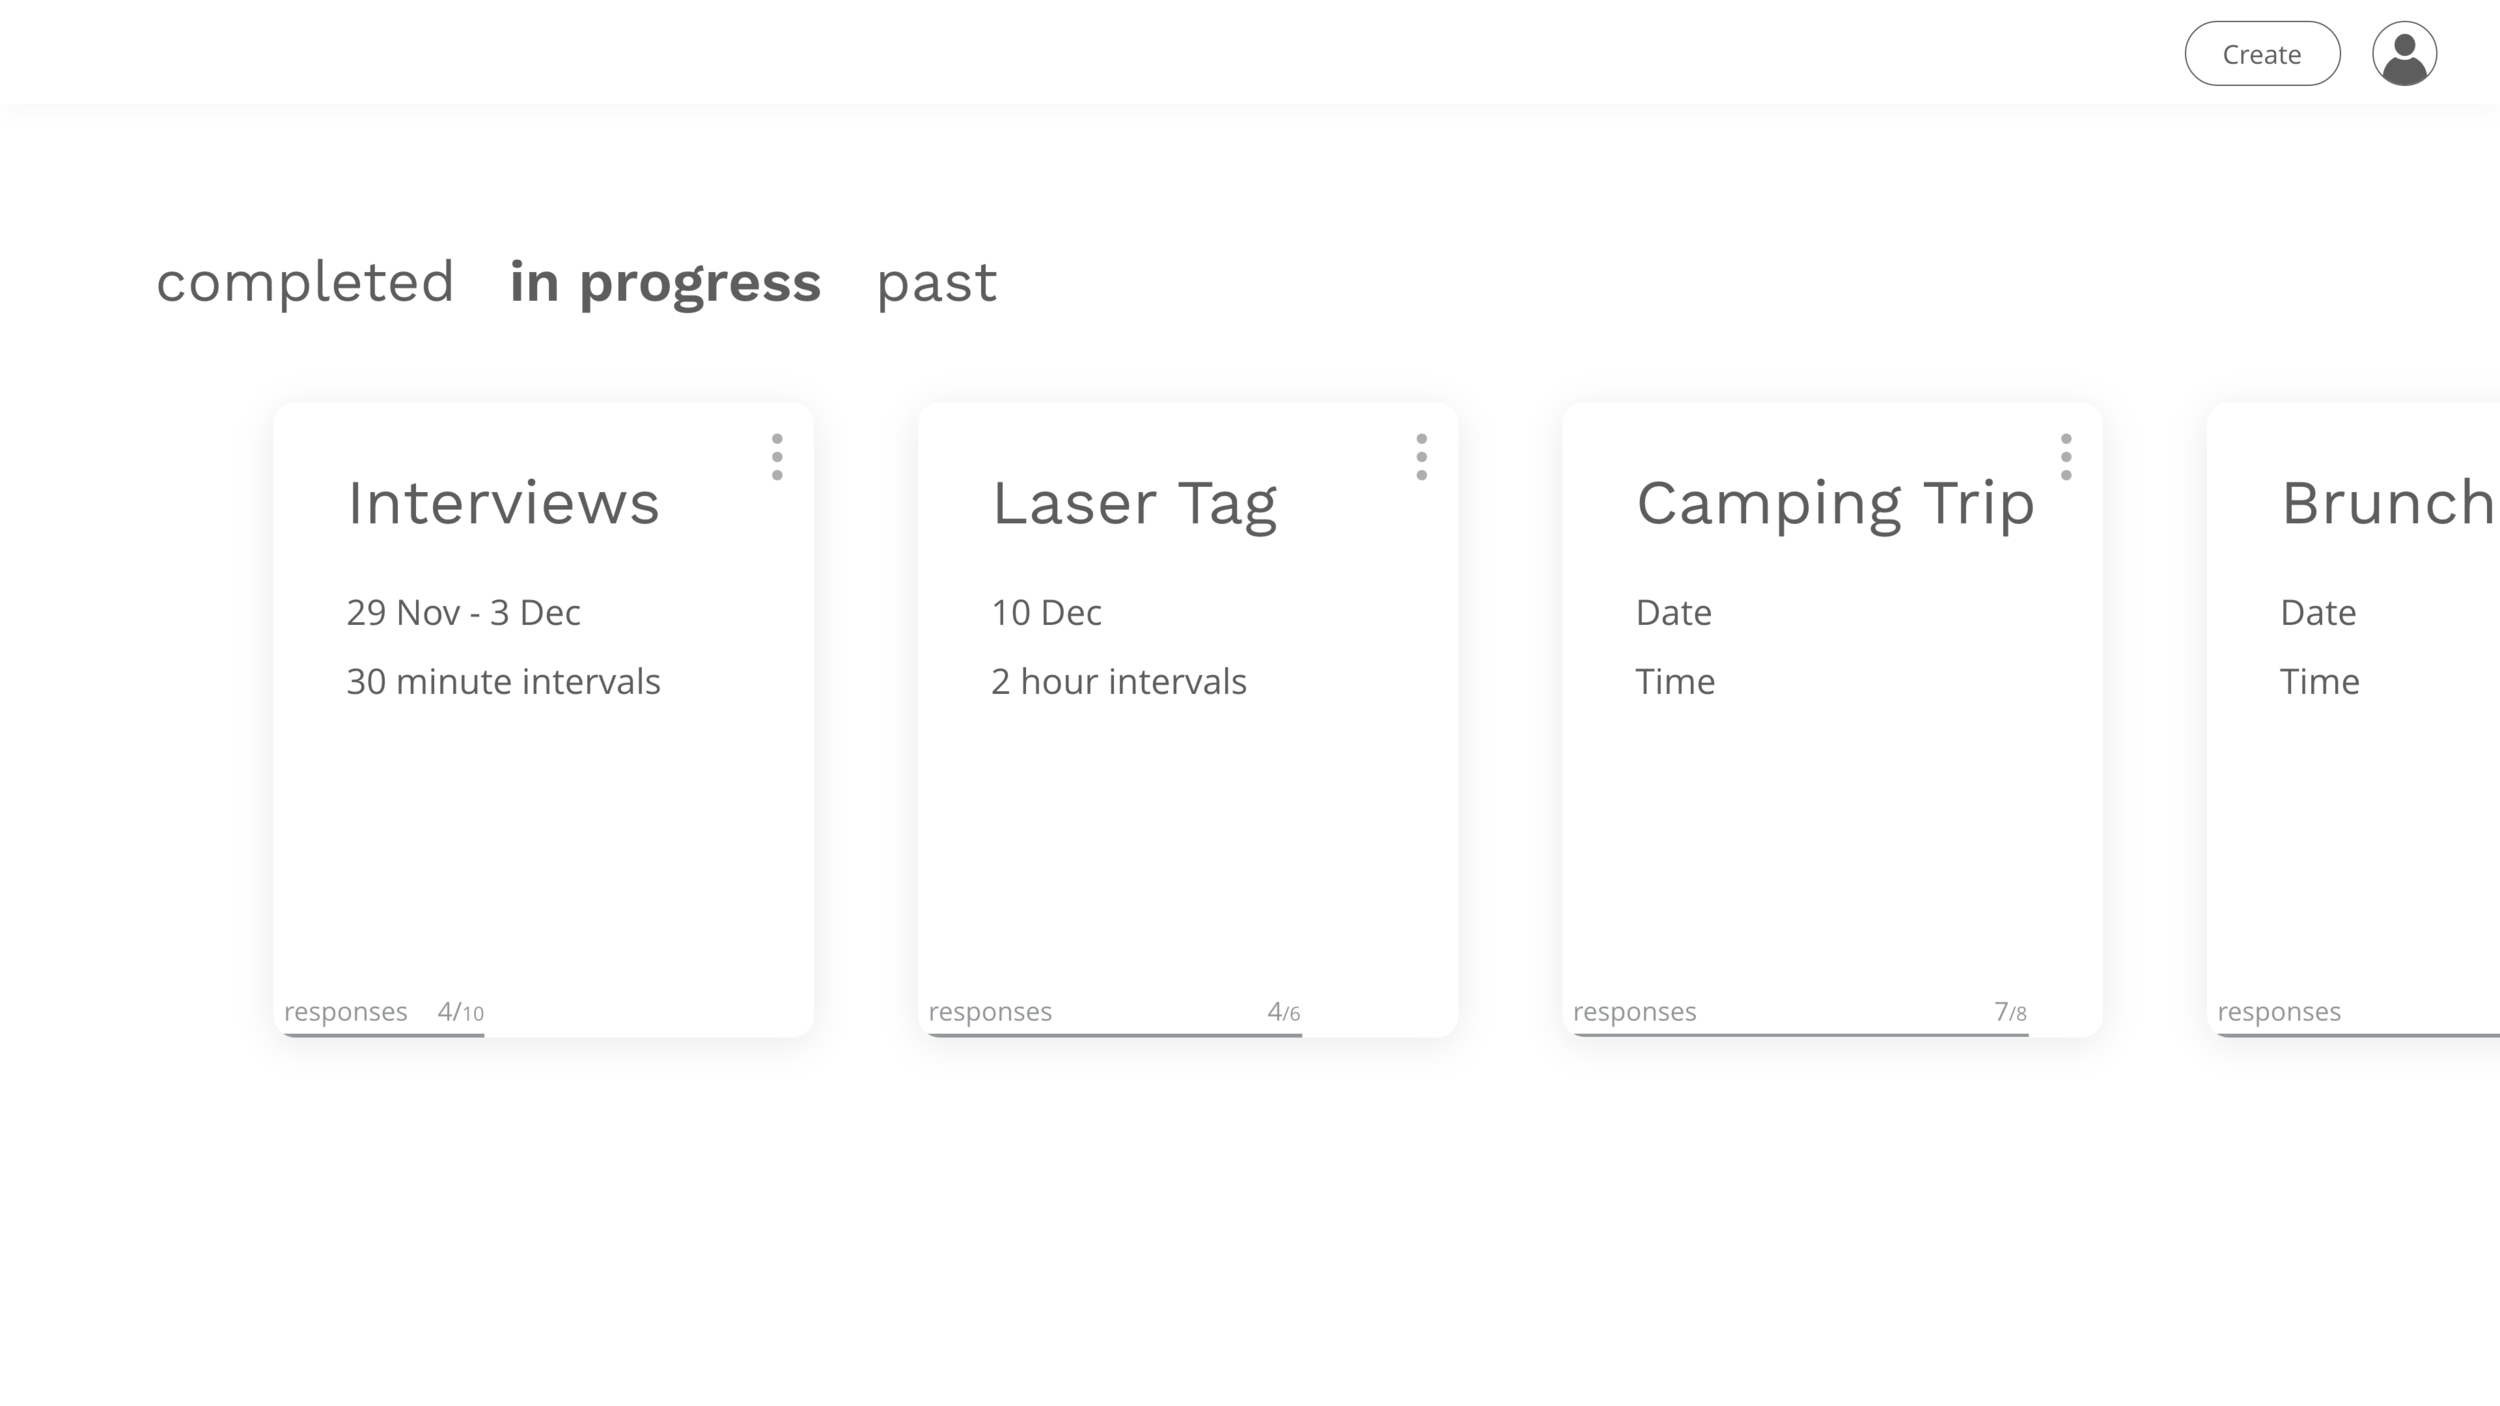 Create
completed in progress past
Interviews
29 Nov - 3 Dec
30 minute intervals
responses 4/10
Laser Tag
10 Dec
2 hour intervals
responses 4/6
Camping Trip
Date
Time
responses 7/8
Brunch
Date
Time
responses